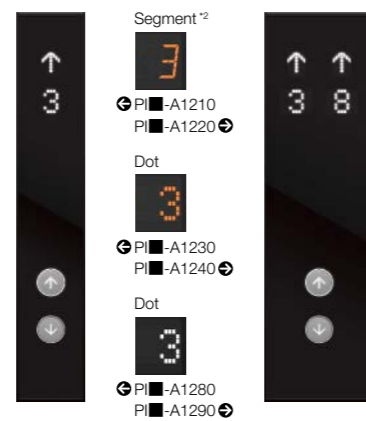 Segment *2
3
PI■-A1210
PI■-A1220
Dot
3
PI■-A1230
PI■-A1240
Dot
3
PI■-A1280
PI■-A1290
↑
3
↑ ↑
3 8